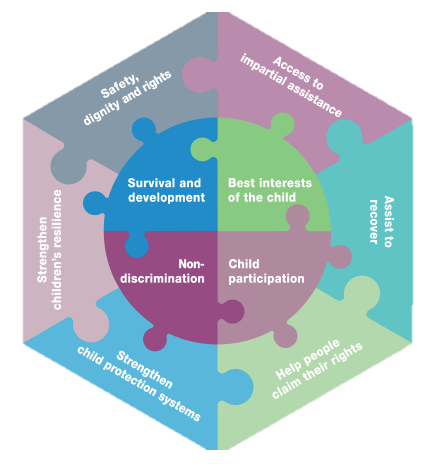 Safety,
dignity and rights
Access to
impartial assistance
Survival and
development
Best interests
of the child
Strengthen
children's resilience
Assist to
recover
Non-
discrimination
Child
participation
Strengthen
child protection systems
Help people
claim their rights